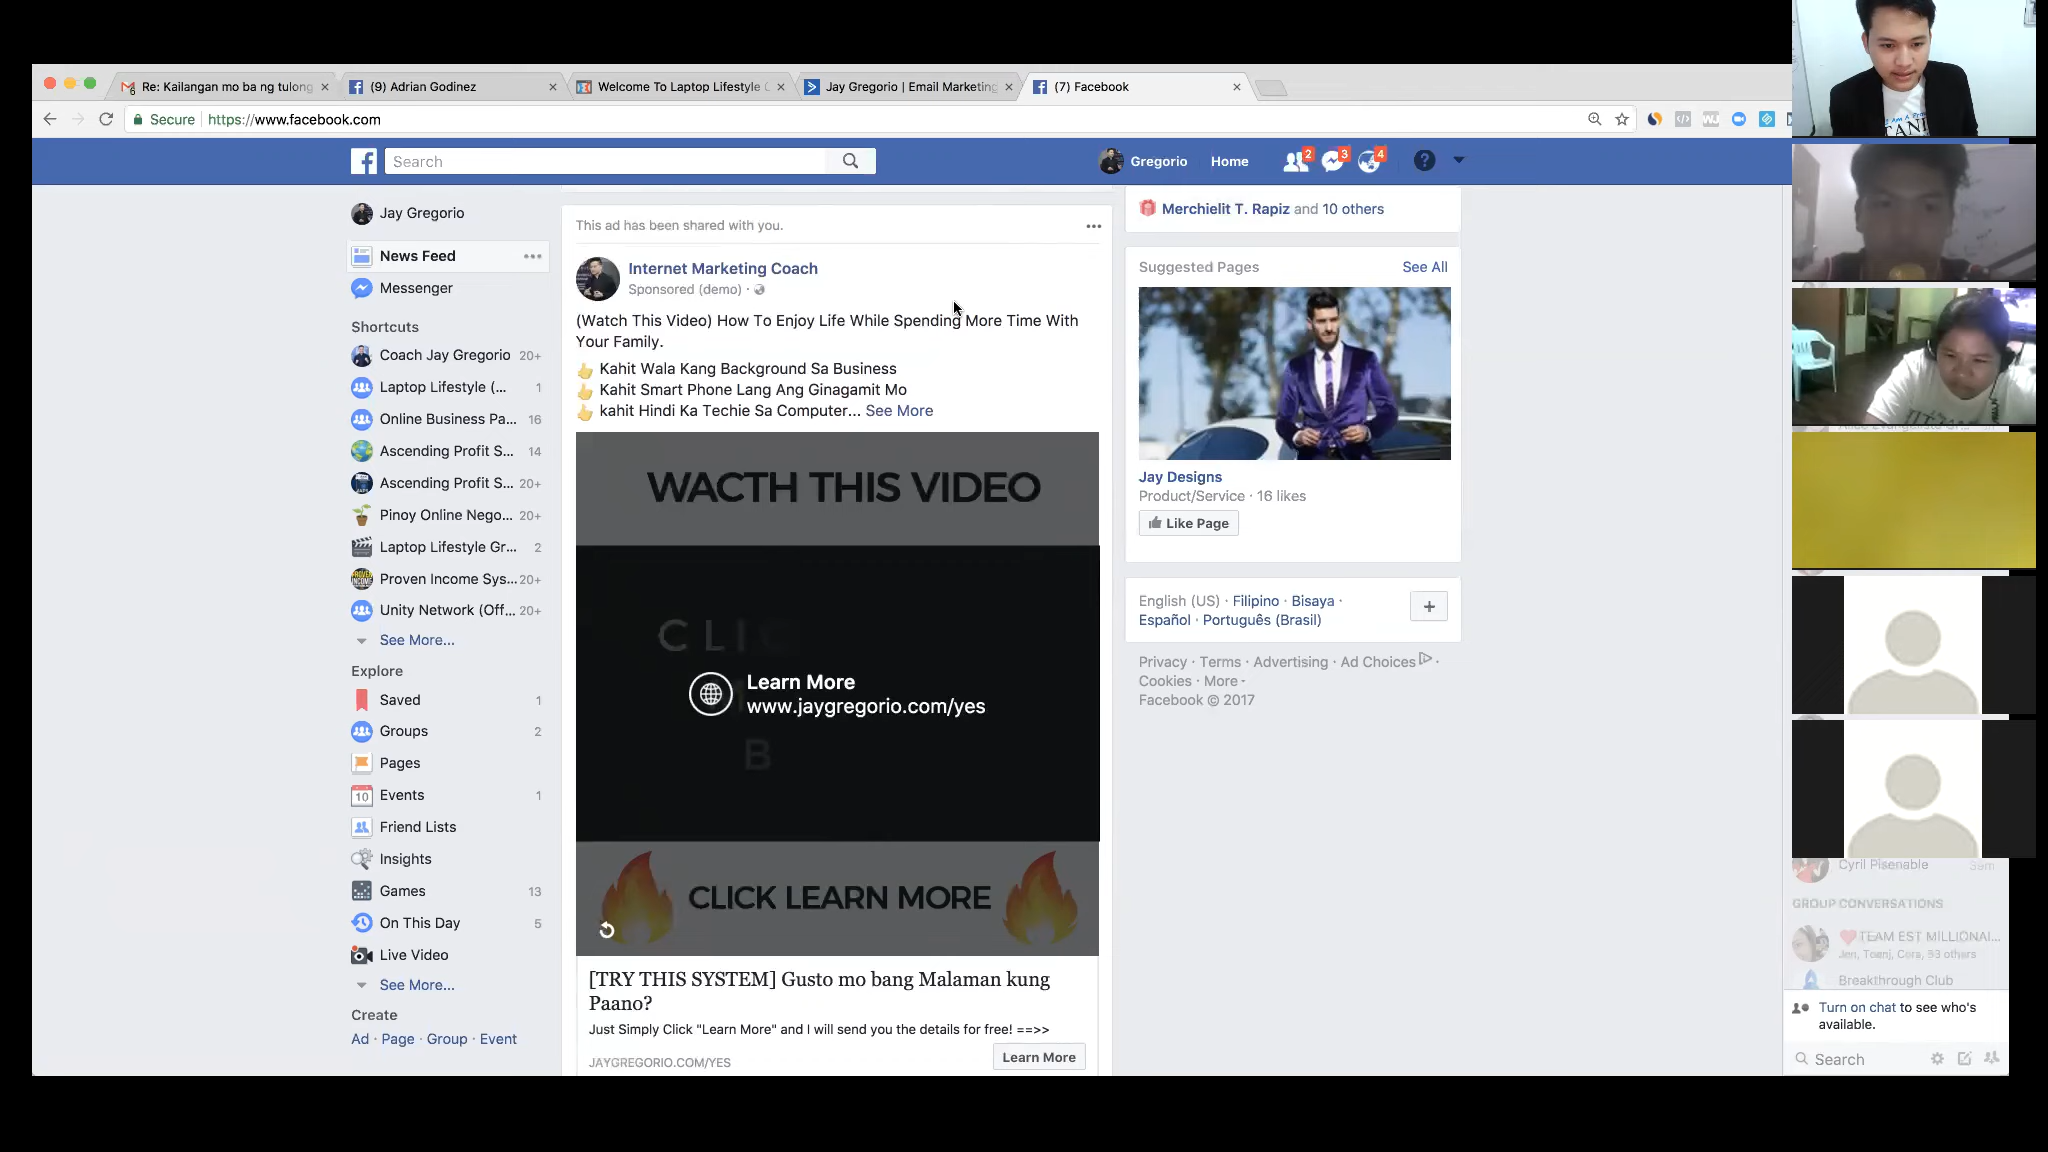 Re: Kailangan mo ba ng tulong
(9) Adrian Godinez
Welcome To Laptop Lifestyle
Jay Gregorio | Email Marketing
(7) Facebook
Secure
https://www.facebook.com
Search
Gregorio
Home
2
3
4
Jay Gregorio
News Feed
Messenger
Shortcuts
Coach Jay Gregorio 20+
Laptop Lifestyle (... 1
Online Business Pa... 16
Ascending Profit S... 14
Ascending Profit S... 20+
Pinoy Online Nego... 20+
Laptop Lifestyle Gr... 2
Proven Income Sys... 20+
Unity Network (Off... 20+
See More...
Explore
Saved 1
Groups 2
Pages
Events 1
Friend Lists
Insights
Games 13
On This Day 5
Live Video
See More...
Create
Ad · Page · Group · Event
This ad has been shared with you.
Internet Marketing Coach
Sponsored (demo) ·
(Watch This Video) How To Enjoy Life While Spending More Time With
Your Family.
Kahit Wala Kang Background Sa Business
Kahit Smart Phone Lang Ang Ginagamit Mo
kahit Hindi Ka Techie Sa Computer... See More
WACTH THIS VIDEO
CLIC
Learn More
www.jaygregorio.com/yes
B
CLICK LEARN MORE
[TRY THIS SYSTEM] Gusto mo bang Malaman kung
Paano?
Just Simply Click "Learn More" and I will send you the details for free! ==>>
JAYGREGORIO.COM/YES
Learn More
Merchielit T. Rapiz and 10 others
Suggested Pages
See All
Jay Designs
Product/Service · 16 likes
Like Page
English (US) · Filipino · Bisaya ·
Español · Português (Brasil)
Privacy · Terms · Advertising · Ad Choices ·
Cookies · More
Facebook © 2017
Cyril Pisenable
GROUP CONVERSATIONS
TEAM EST MILLIONAI...
Jen, Toanj, Cora, 33 others
Breakthrough Club
Turn on chat to see who's
available.
Search